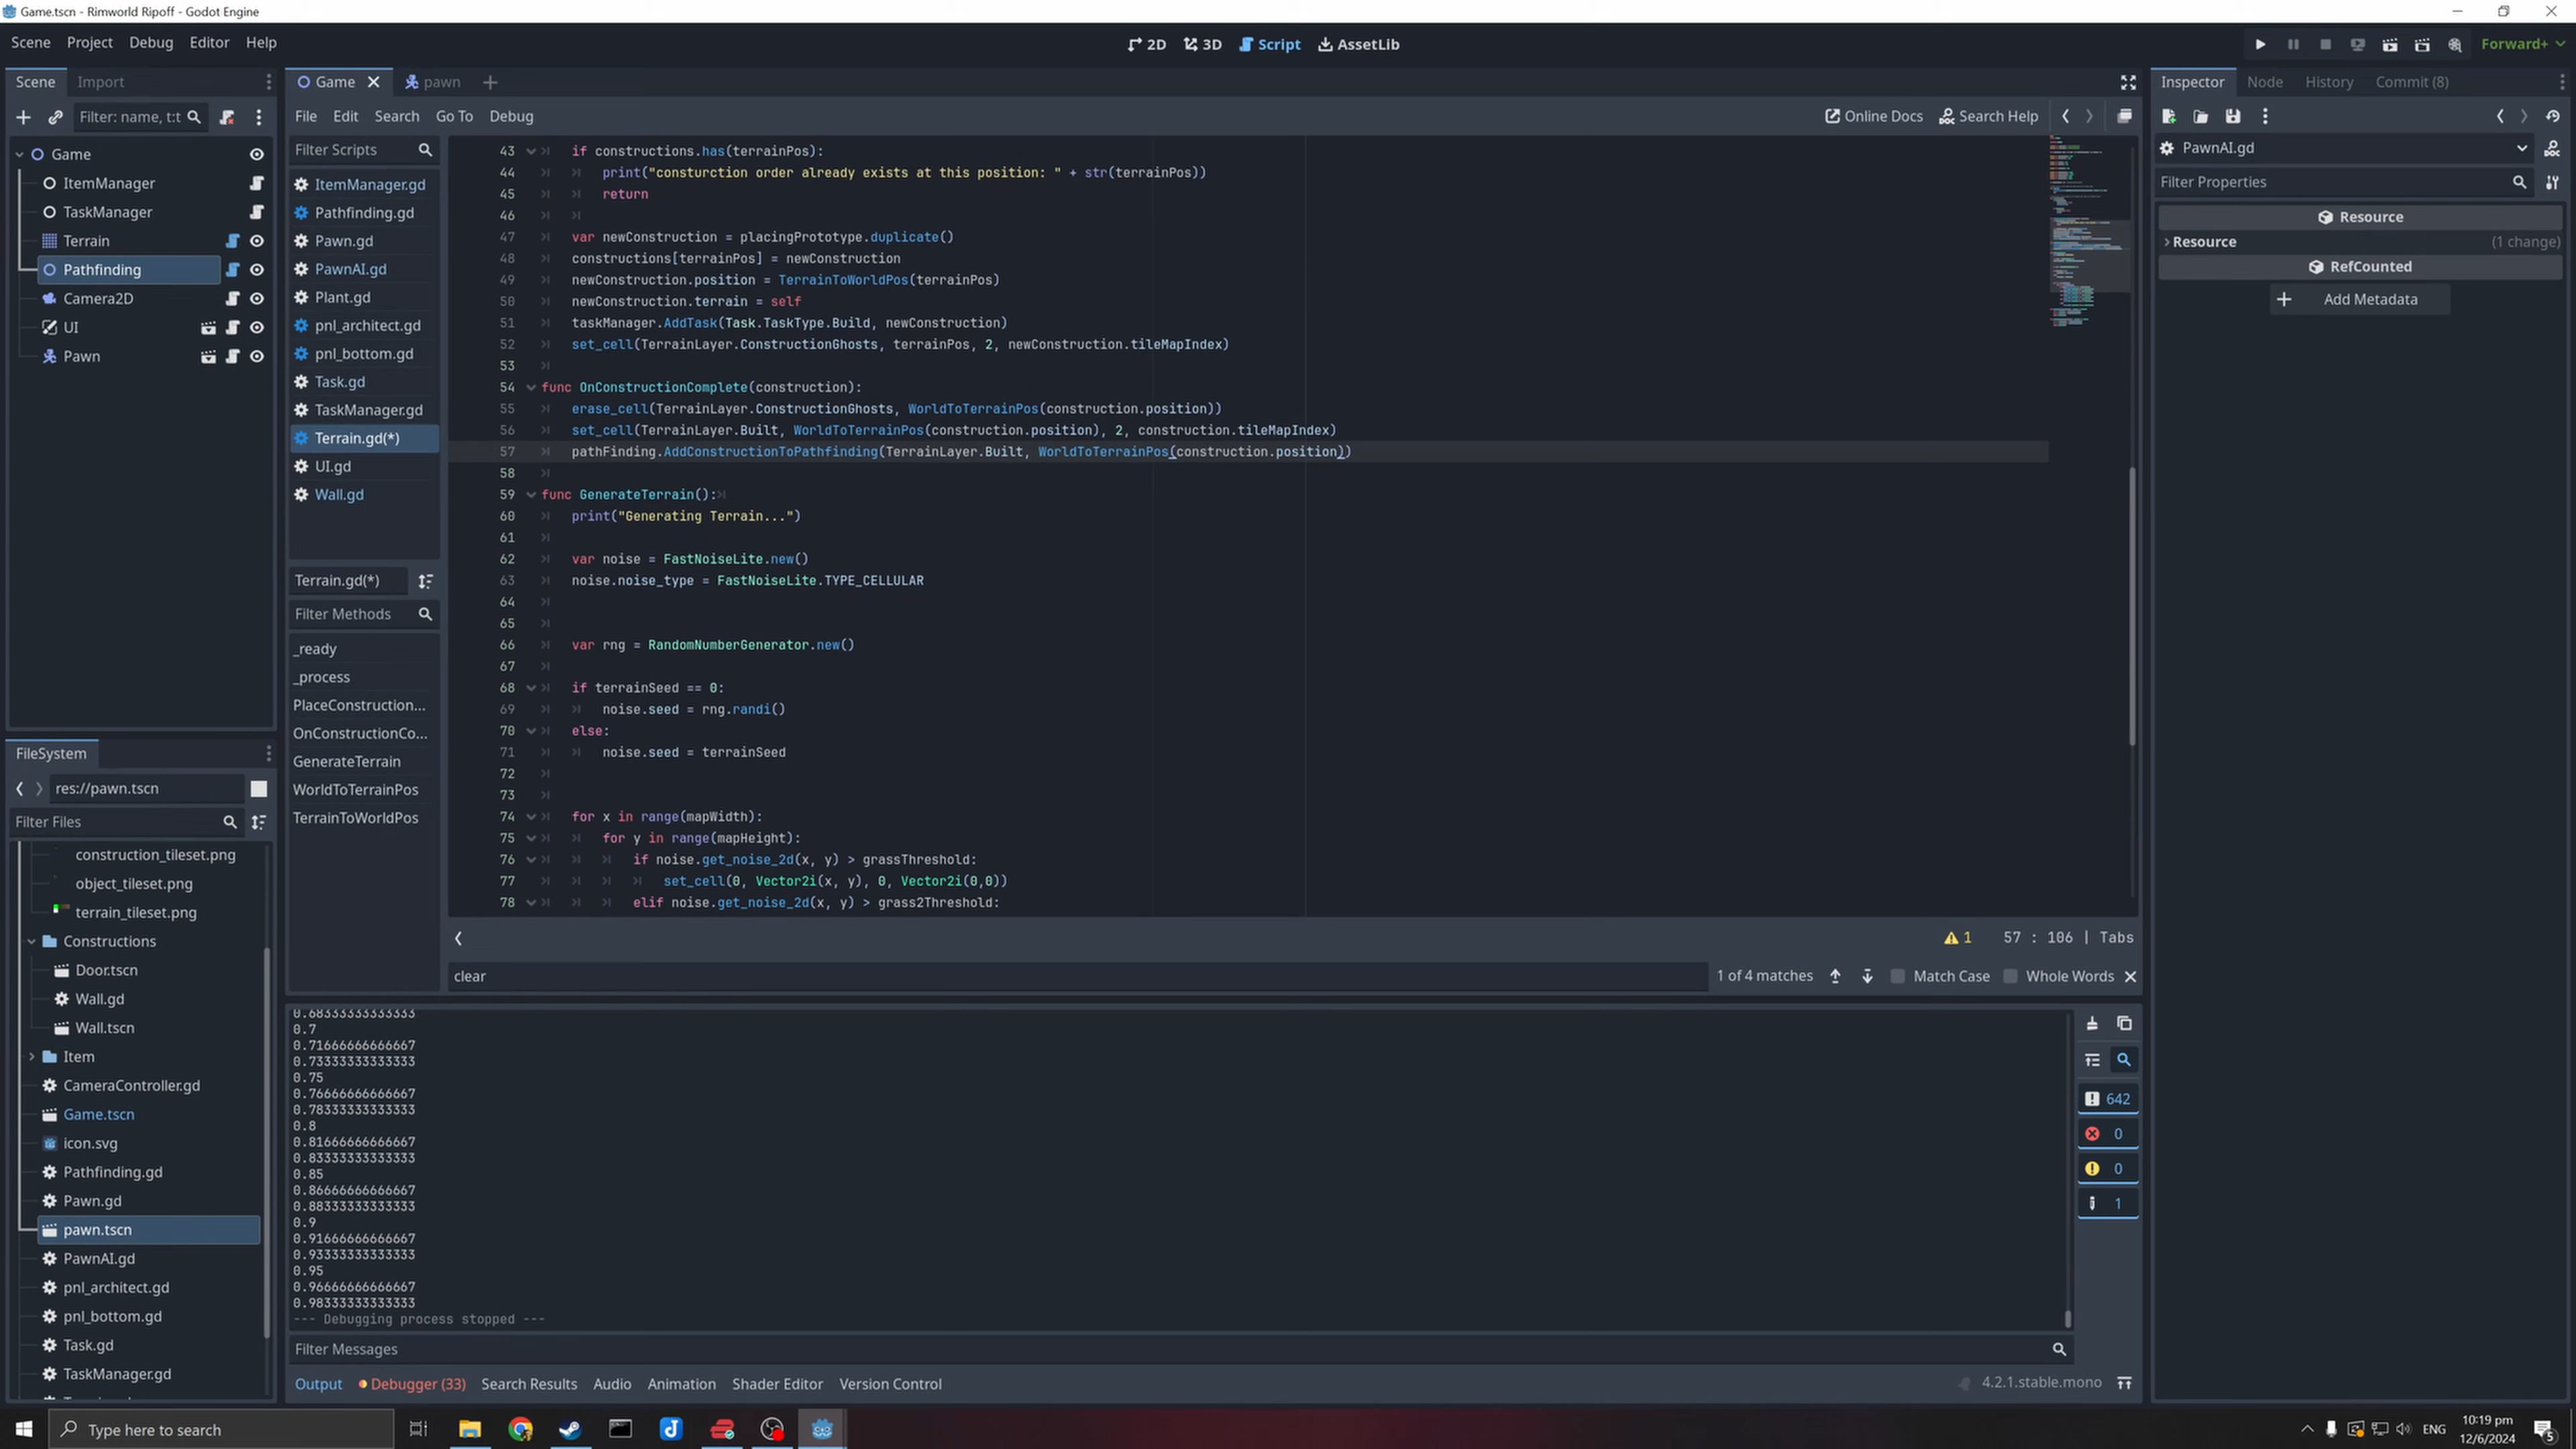 Game.tscn - Rimworld Ripoff - Godot Engine
Scene Project Debug Editor Help
2D 3D Script AssetLib
Forward+
Scene Import
Filter: name, t:t
Game
ItemManager
TaskManager
Terrain
Pathfinding
Camera2D
UI
Pawn
FileSystem
res://pawn.tscn
Filter Files
construction_tileset.png
object_tileset.png
terrain_tileset.png
Constructions
Door.tscn
Wall.gd
Wall.tscn
Item
CameraController.gd
Game.tscn
icon.svg
Pathfinding.gd
Pawn.gd
pawn.tscn
PawnAI.gd
pnl_architect.gd
pnl_bottom.gd
Task.gd
TaskManager.gd
Game pawn
File Edit Search Go To Debug
Online Docs Search Help
Filter Scripts
ItemManager.gd
Pathfinding.gd
Pawn.gd
PawnAI.gd
Plant.gd
pnl_architect.gd
pnl_bottom.gd
Task.gd
TaskManager.gd
Terrain.gd(*)
UI.gd
Wall.gd
Terrain.gd(*)
Filter Methods
_ready
_process
PlaceConstruction...
OnConstructionCo...
GenerateTerrain
WorldToTerrainPos
TerrainToWorldPos
43 if constructions.has(terrainPos):
44 print("consturction order already exists at this position: " + str(terrainPos))
45 return
46
47 var newConstruction = placingPrototype.duplicate()
48 constructions[terrainPos] = newConstruction
49 newConstruction.position = TerrainToWorldPos(terrainPos)
50 newConstruction.terrain = self
51 taskManager.AddTask(Task.TaskType.Build, newConstruction)
52 set_cell(TerrainLayer.ConstructionGhosts, terrainPos, 2, newConstruction.tileMapIndex)
53
54 func OnConstructionComplete(construction):
55 erase_cell(TerrainLayer.ConstructionGhosts, WorldToTerrainPos(construction.position))
56 set_cell(TerrainLayer.Built, WorldToTerrainPos(construction.position), 2, construction.tileMapIndex)
57 pathFinding.AddConstructionToPathfinding(TerrainLayer.Built, WorldToTerrainPos(construction.position))
58
59 func GenerateTerrain():
60 print("Generating Terrain...")
61
62 var noise = FastNoiseLite.new()
63 noise.noise_type = FastNoiseLite.TYPE_CELLULAR
64
65
66 var rng = RandomNumberGenerator.new()
67
68 if terrainSeed == 0:
69 noise.seed = rng.randi()
70 else:
71 noise.seed = terrainSeed
72
73
74 for x in range(mapWidth):
75 for y in range(mapHeight):
76 if noise.get_noise_2d(x, y) > grassThreshold:
77 set_cell(0, Vector2i(x, y), 0, Vector2i(0,0))
78 elif noise.get_noise_2d(x, y) > grass2Threshold:
1 57 : 106 | Tabs
clear 1 of 4 matches Match Case Whole Words
0.68333333333333
0.7
0.71666666666667
0.73333333333333
0.75
0.76666666666667
0.78333333333333
0.8
0.81666666666667
0.83333333333333
0.85
0.86666666666667
0.88333333333333
0.9
0.91666666666667
0.93333333333333
0.95
0.96666666666667
0.98333333333333
--- Debugging process stopped ---
642
0
0
1
Filter Messages
Output Debugger (33) Search Results Audio Animation Shader Editor Version Control
4.2.1.stable.mono
Inspector Node History Commit (8)
PawnAI.gd
Filter Properties
Resource
Resource (1 change)
RefCounted
Add Metadata
Type here to search
ENG
10:19 pm
12/6/2024
5